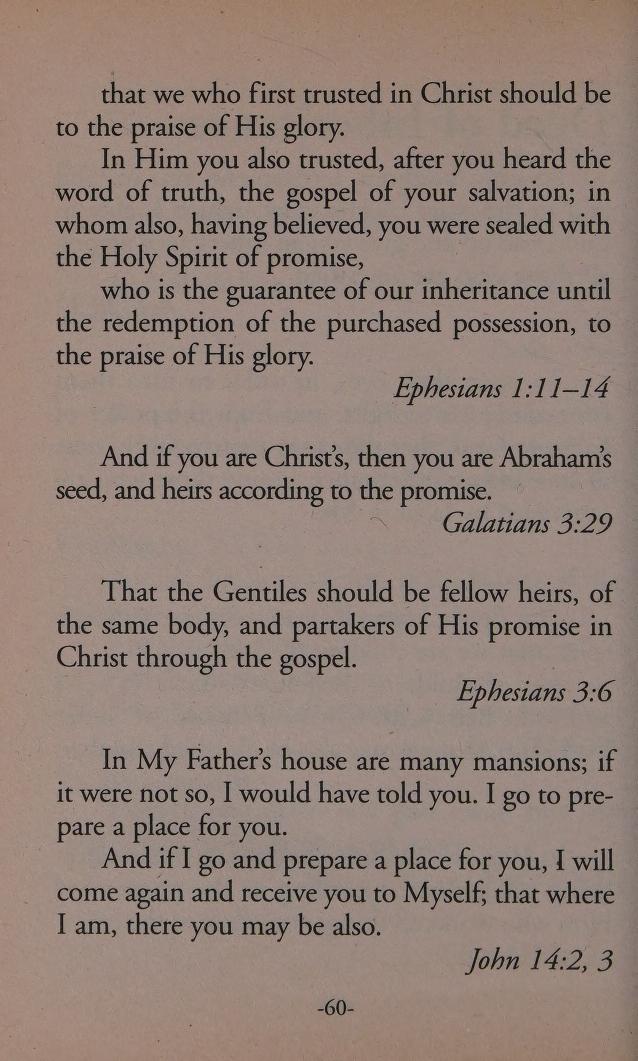 that we who first trusted in Christ should be
to the praise of His glory.
In Him you also trusted, after you heard the
word of truth, the gospel of your salvation; in
whom also, having believed, you were sealed with
the Holy Spirit of promise,
who is the guarantee of our inheritance until
the redemption of the purchased possession, to
the praise of His glory.
Ephesians 1:11–14
And if you are Christ's, then you are Abraham's
seed, and heirs according to the promise.
Galatians 3:29
That the Gentiles should be fellow heirs, of
the same body, and partakers of His promise in
Christ through the gospel.
Ephesians 3:6
In My Father's house are many mansions; if
it were not so, I would have told you. I go to pre-
pare a place for you.
And if I go and prepare a place for you, I will
come again and receive you to Myself; that where
I am, there you may be also.
John 14:2, 3
-60-